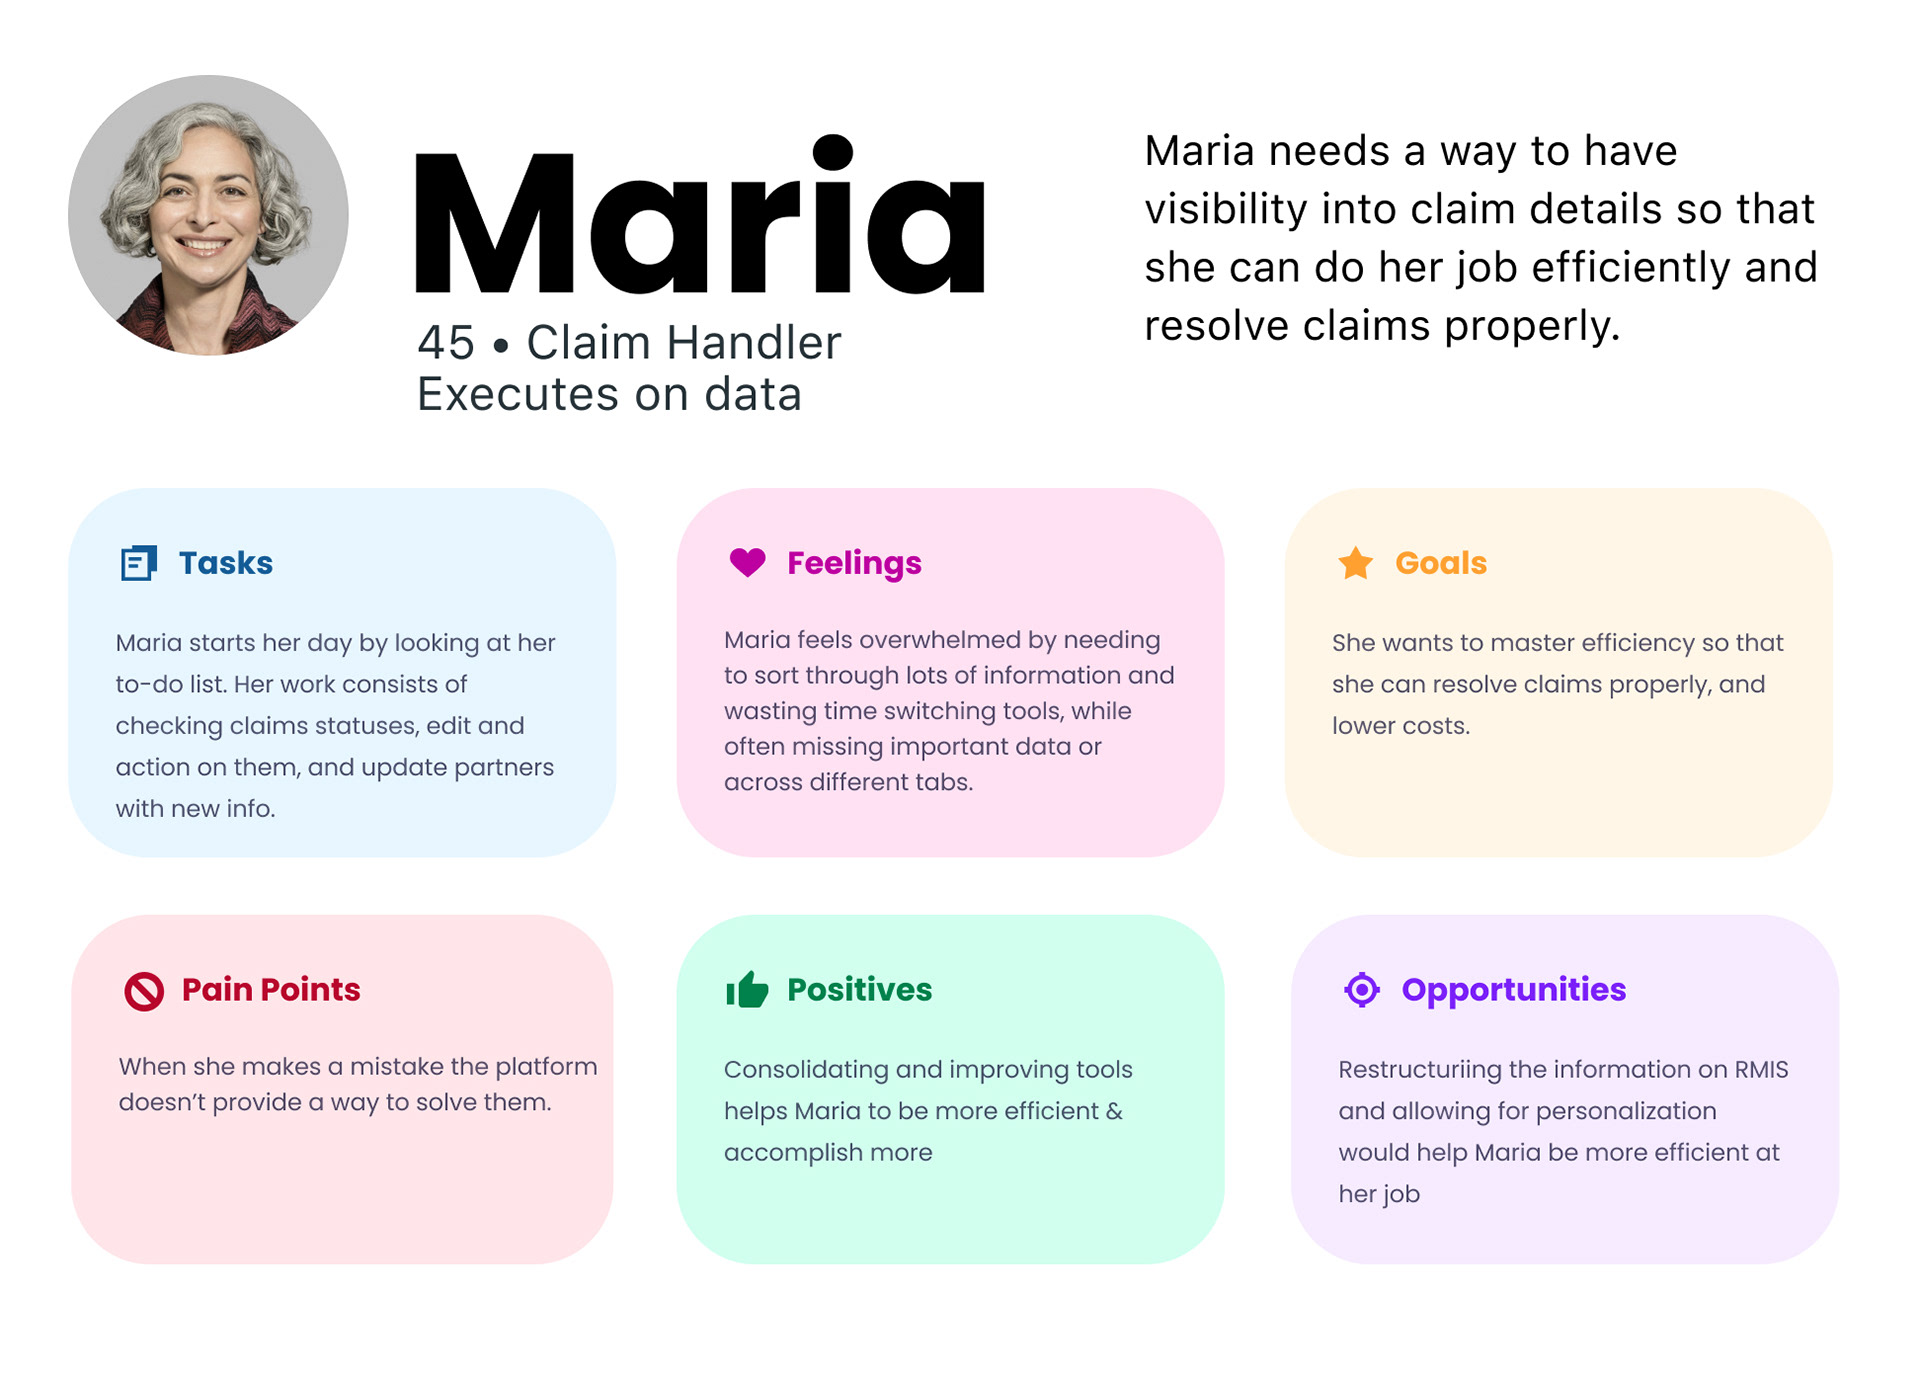 Maria
45 • Claim Handler
Executes on data
Maria needs a way to have
visibility into claim details so that
she can do her job efficiently and
resolve claims properly.
Tasks
Maria starts her day by looking at her
to-do list. Her work consists of
checking claims statuses, edit and
action on them, and update partners
with new info.
Feelings
Maria feels overwhelmed by needing
to sort through lots of information and
wasting time switching tools, while
often missing important data or
across different tabs.
Goals
She wants to master efficiency so that
she can resolve claims properly, and
lower costs.
Pain Points
When she makes a mistake the platform
doesn’t provide a way to solve them.
Positives
Consolidating and improving tools
helps Maria to be more efficient &
accomplish more
Opportunities
Restructuriing the information on RMIS
and allowing for personalization
would help Maria be more efficient at
her job